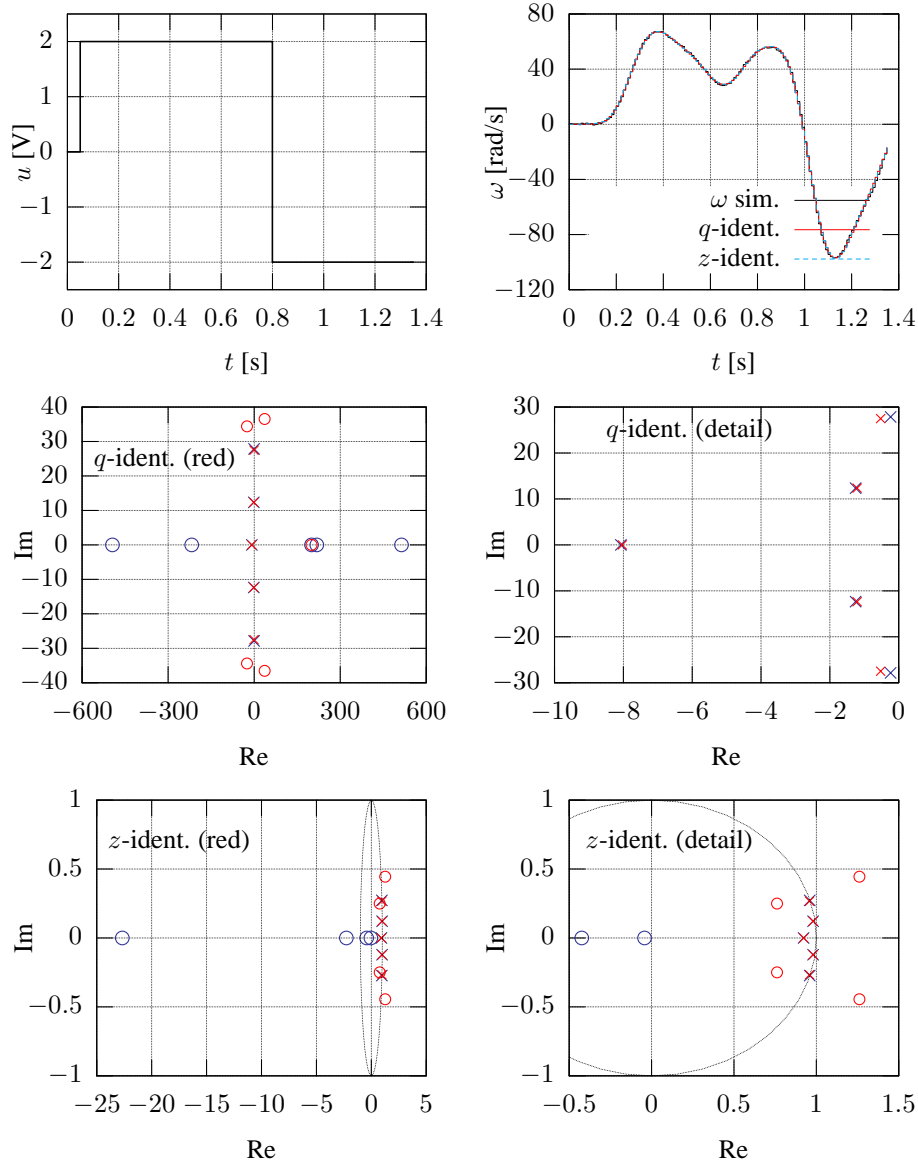 2
1
0
−1
−2
u [V]
0 0.2 0.4 0.6 0.8 1 1.2 1.4
t [s]
80
40
0
−40
−80
−120
ω [rad/s]
ω sim.
q-ident.
z-ident.
0 0.2 0.4 0.6 0.8 1 1.2 1.4
t [s]
40
30
20
10
0
−10
−20
−30
−40
Im
q-ident. (red)
−600 −300 0 300 600
Re
30
20
10
0
−10
−20
−30
Im
q-ident. (detail)
−10 −8 −6 −4 −2 0
Re
1
0.5
0
−0.5
−1
Im
z-ident. (red)
−25 −20 −15 −10 −5 0 5
Re
1
0.5
0
−0.5
−1
Im
z-ident. (detail)
−0.5 0 0.5 1 1.5
Re